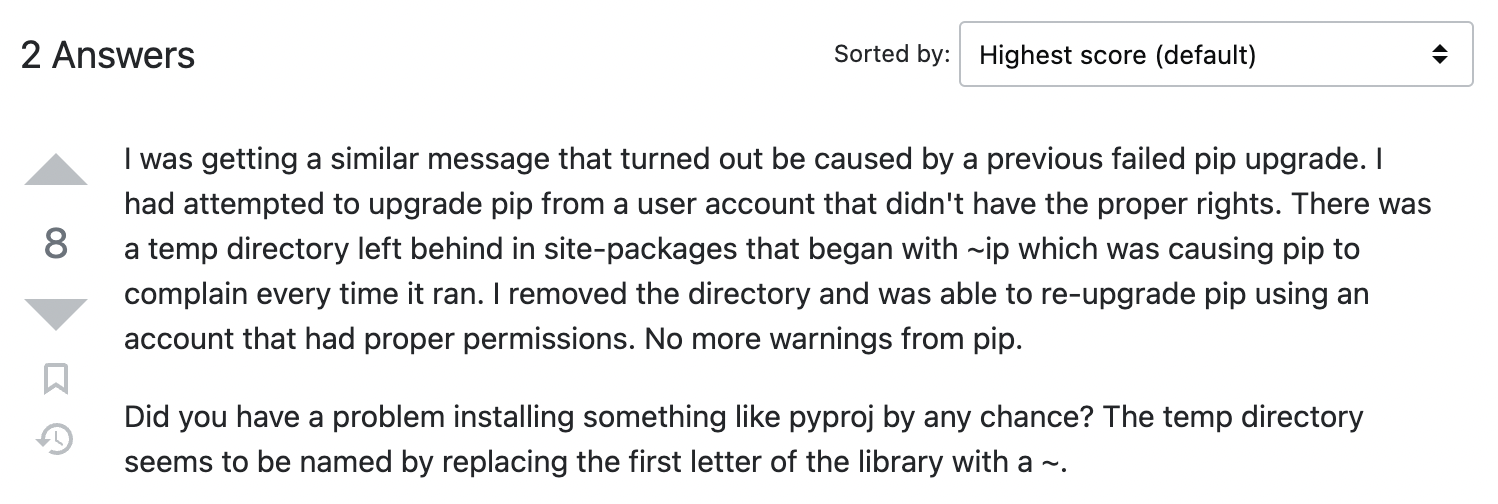 2 Answers
Sorted by:
Highest score (default)
I was getting a similar message that turned out be caused by a previous failed pip upgrade. I
had attempted to upgrade pip from a user account that didn't have the proper rights. There was
8
a temp directory left behind in site-packages that began with ~ip which was causing pip to
complain every time it ran. I removed the directory and was able to re-upgrade pip using an
account that had proper permissions. No more warnings from pip.
Did you have a problem installing something like pyproj by any chance? The temp directory
seems to be named by replacing the first letter of the library with a ~.